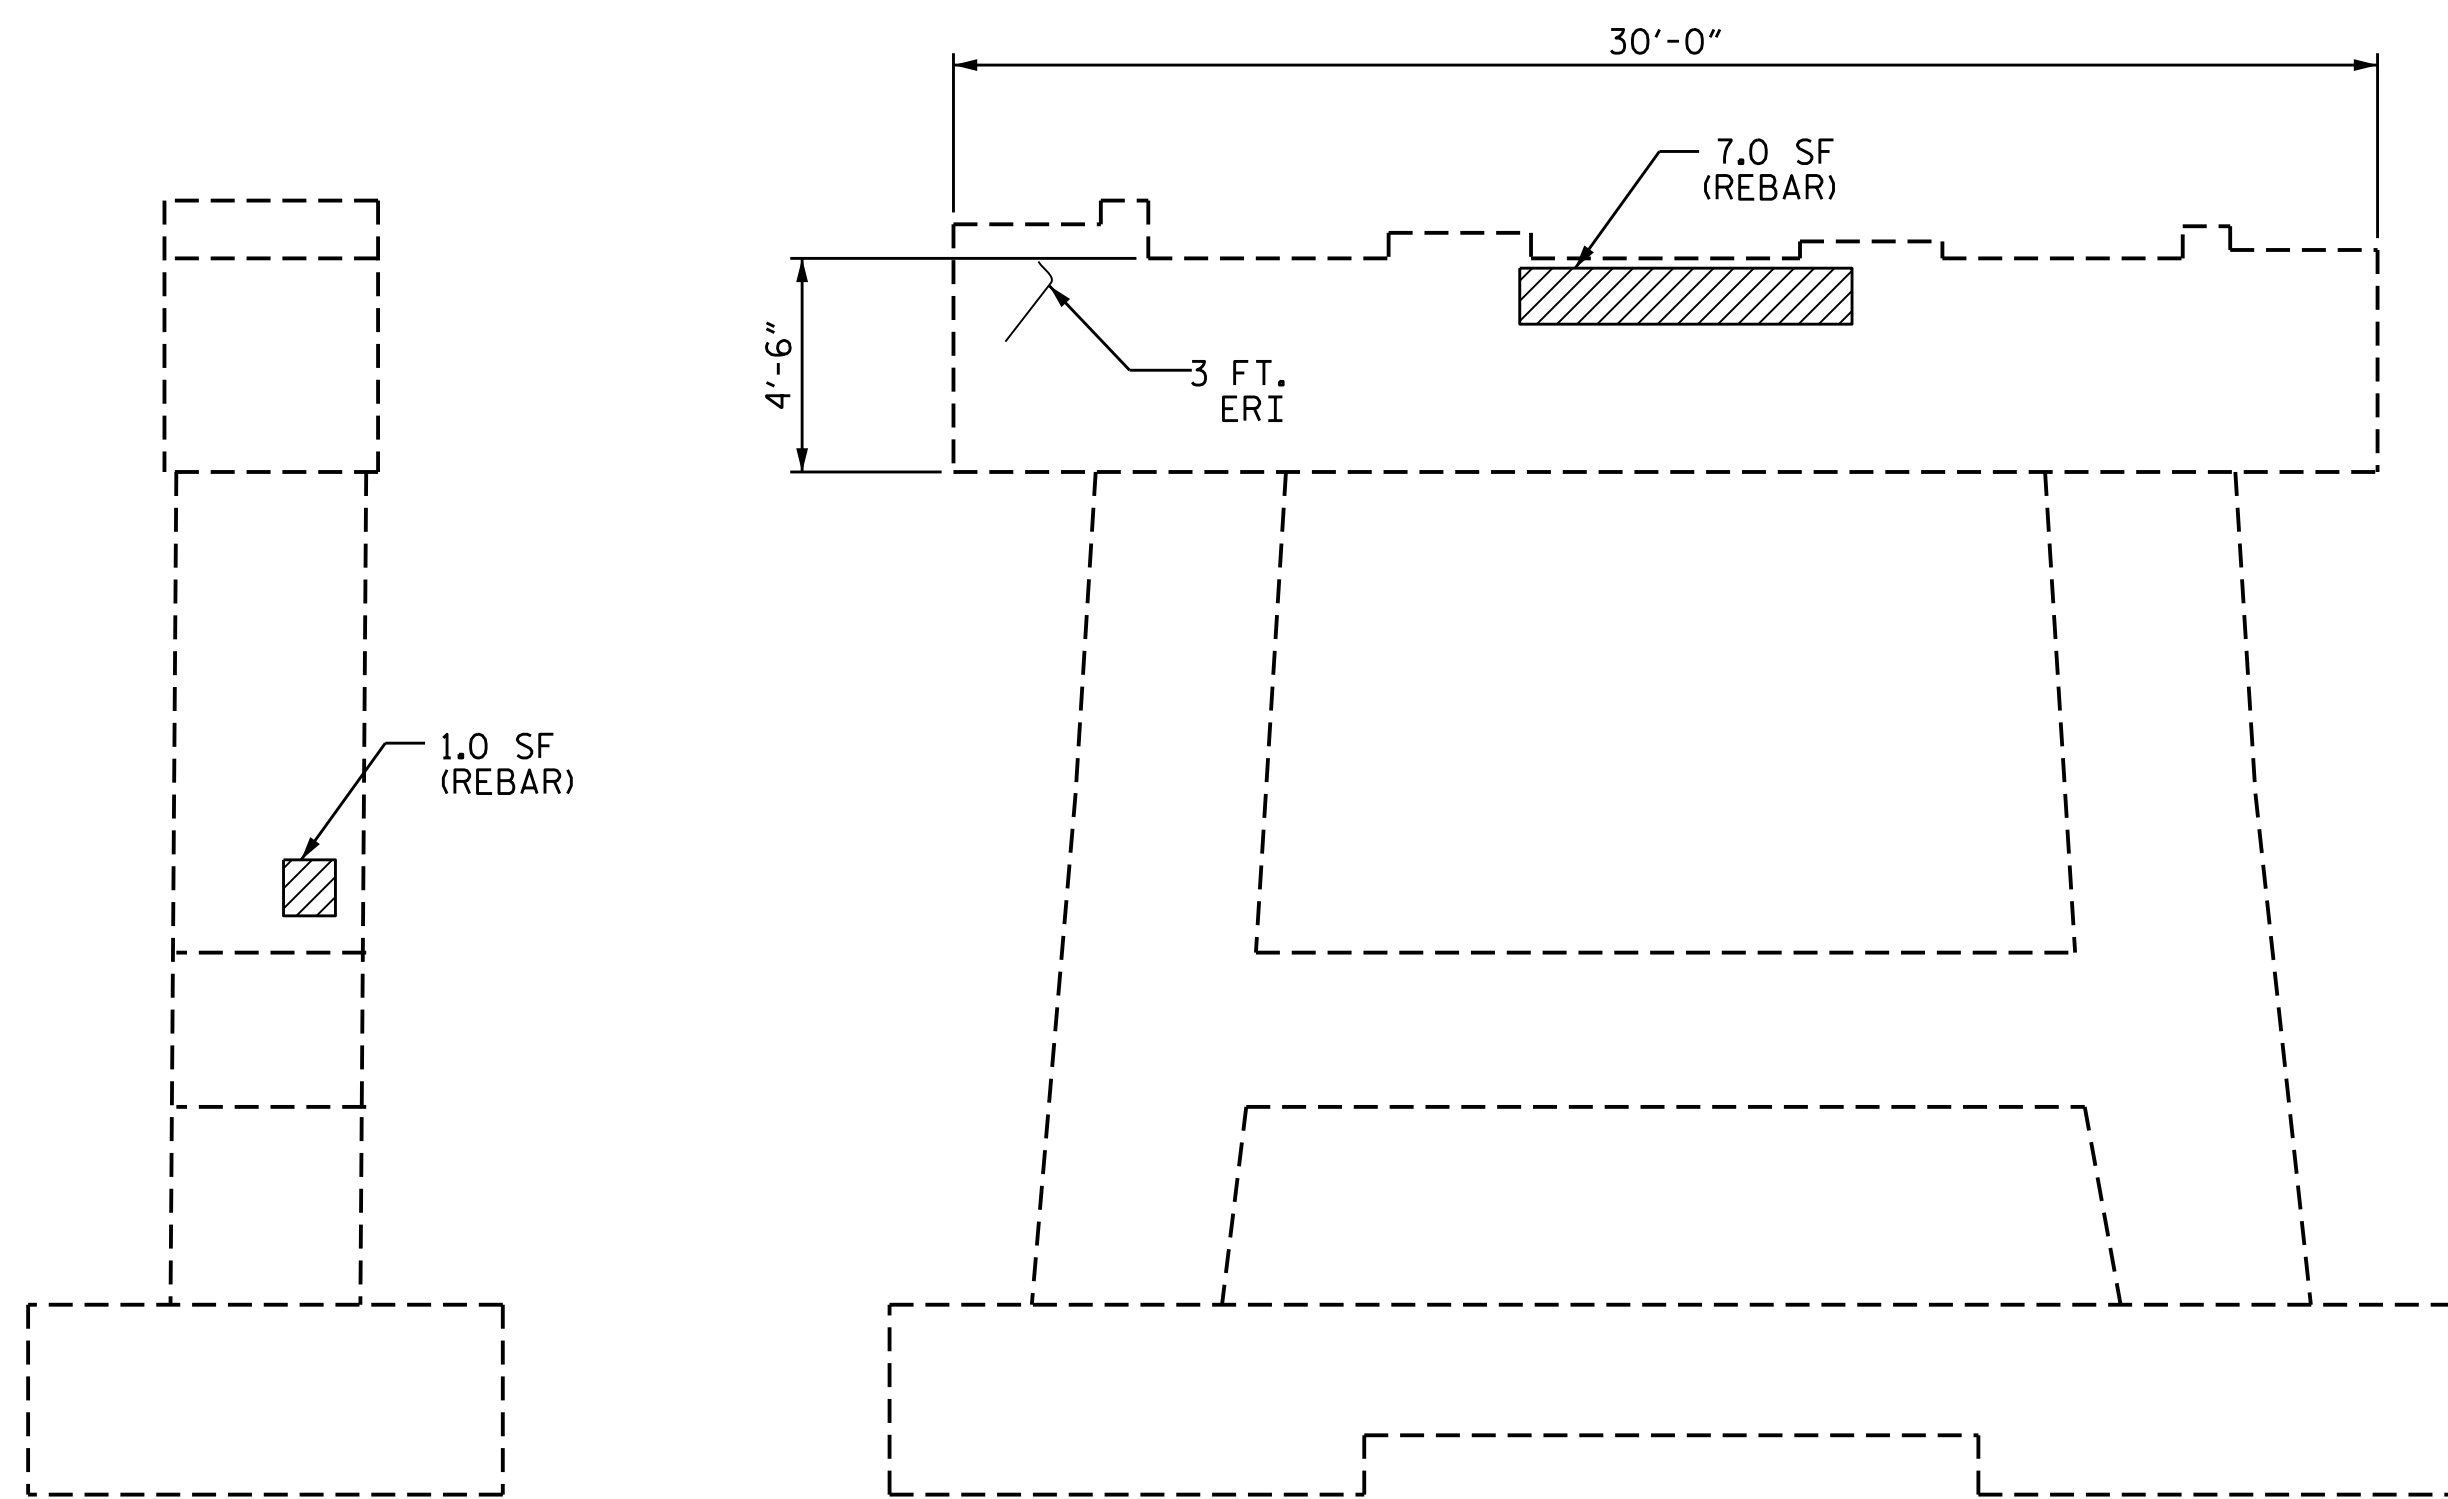 30'-0"
7.0 SF
(REBAR)
4'-6"
3 FT.
ERI
1.0 SF
(REBAR)